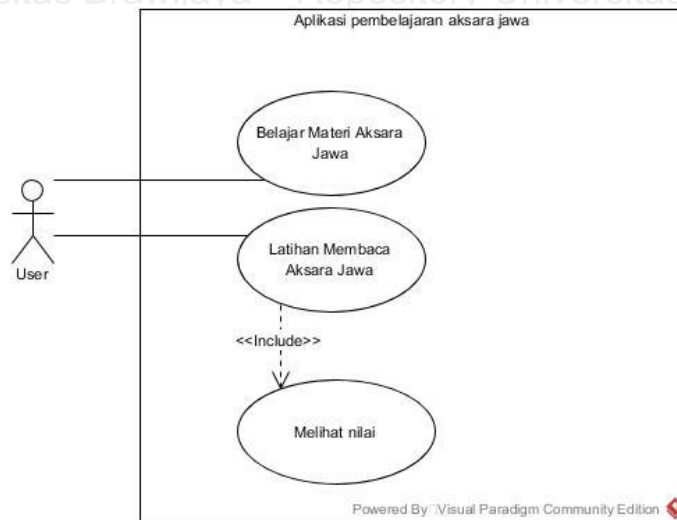 Aplikasi pembelajaran aksara jawa
Belajar Materi Aksara
Jawa
Latihan Membaca
Aksara Jawa
User
<<Include>>
Melihat nilai
Powered By Visual Paradigm Community Edition